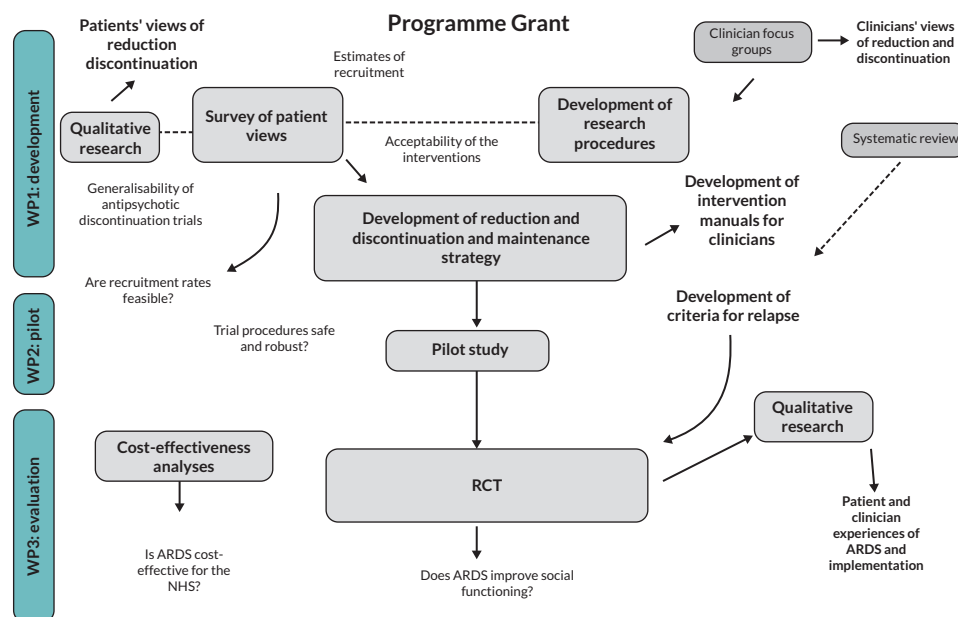 Programme Grant
WP1: development
Patients' views of
reduction
discontinuation
Estimates of
recruitment
Clinician focus
groups
Clinicians' views
of reduction and
discontinuation
Qualitative
research
Survey of patient
views
Acceptability of the
interventions
Development of
research
procedures
Systematic review
Generalisability of
antipsychotic
discontinuation trials
Development of reduction and
discontinuation and maintenance
strategy
Development of
intervention
manuals for
clinicians
Are recruitment rates
feasible?
WP2: pilot
Trial procedures safe
and robust?
Pilot study
Development of
criteria for relapse
WP3: evaluation
Cost-effectiveness
analyses
RCT
Qualitative
research
Is ARDS cost-
effective for the
NHS?
Does ARDS improve social
functioning?
Patient and
clinician
experiences of
ARDS and
implementation